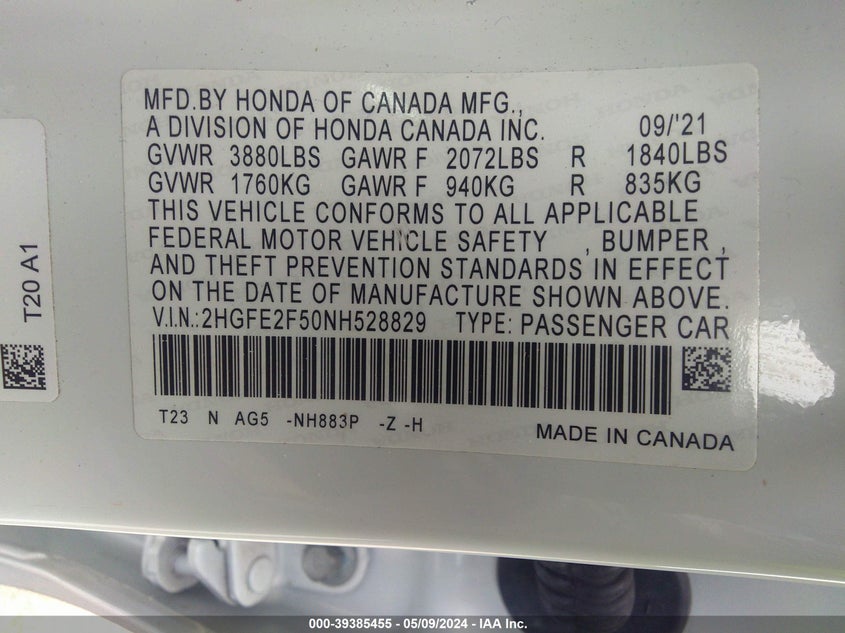 MFD.BY HONDA OF CANADA MFG.,
A DIVISION OF HONDA CANADA INC. 09/'21
GVWR 3880LBS GAWR F 2072LBS R 1840LBS
GVWR 1760KG GAWR F 940KG R 835KG
THIS VEHICLE CONFORMS TO ALL APPLICABLE
FEDERAL MOTOR VEHICLE SAFETY , BUMPER ,
AND THEFT PREVENTION STANDARDS IN EFFECT
ON THE DATE OF MANUFACTURE SHOWN ABOVE.
V.I.N.:2HGFE2F50NH528829 TYPE: PASSENGER CAR
T23 N AG5 -NH883P -Z -H
MADE IN CANADA
T20 A1
000-39385455 - 05/09/2024 - IAA Inc.